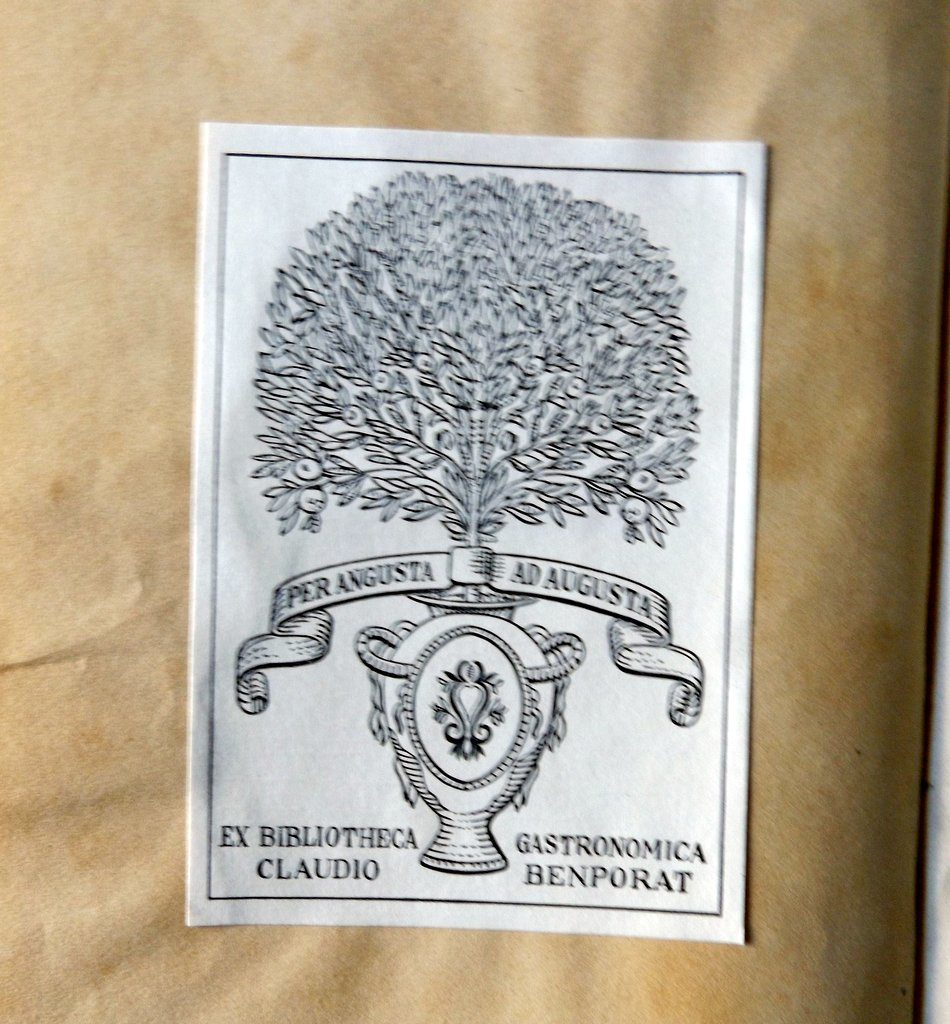 PER ANGUSTA AD AUGUSTA
EX BIBLIOTHECA GASTRONOMICA
CLAUDIO BENPORAT